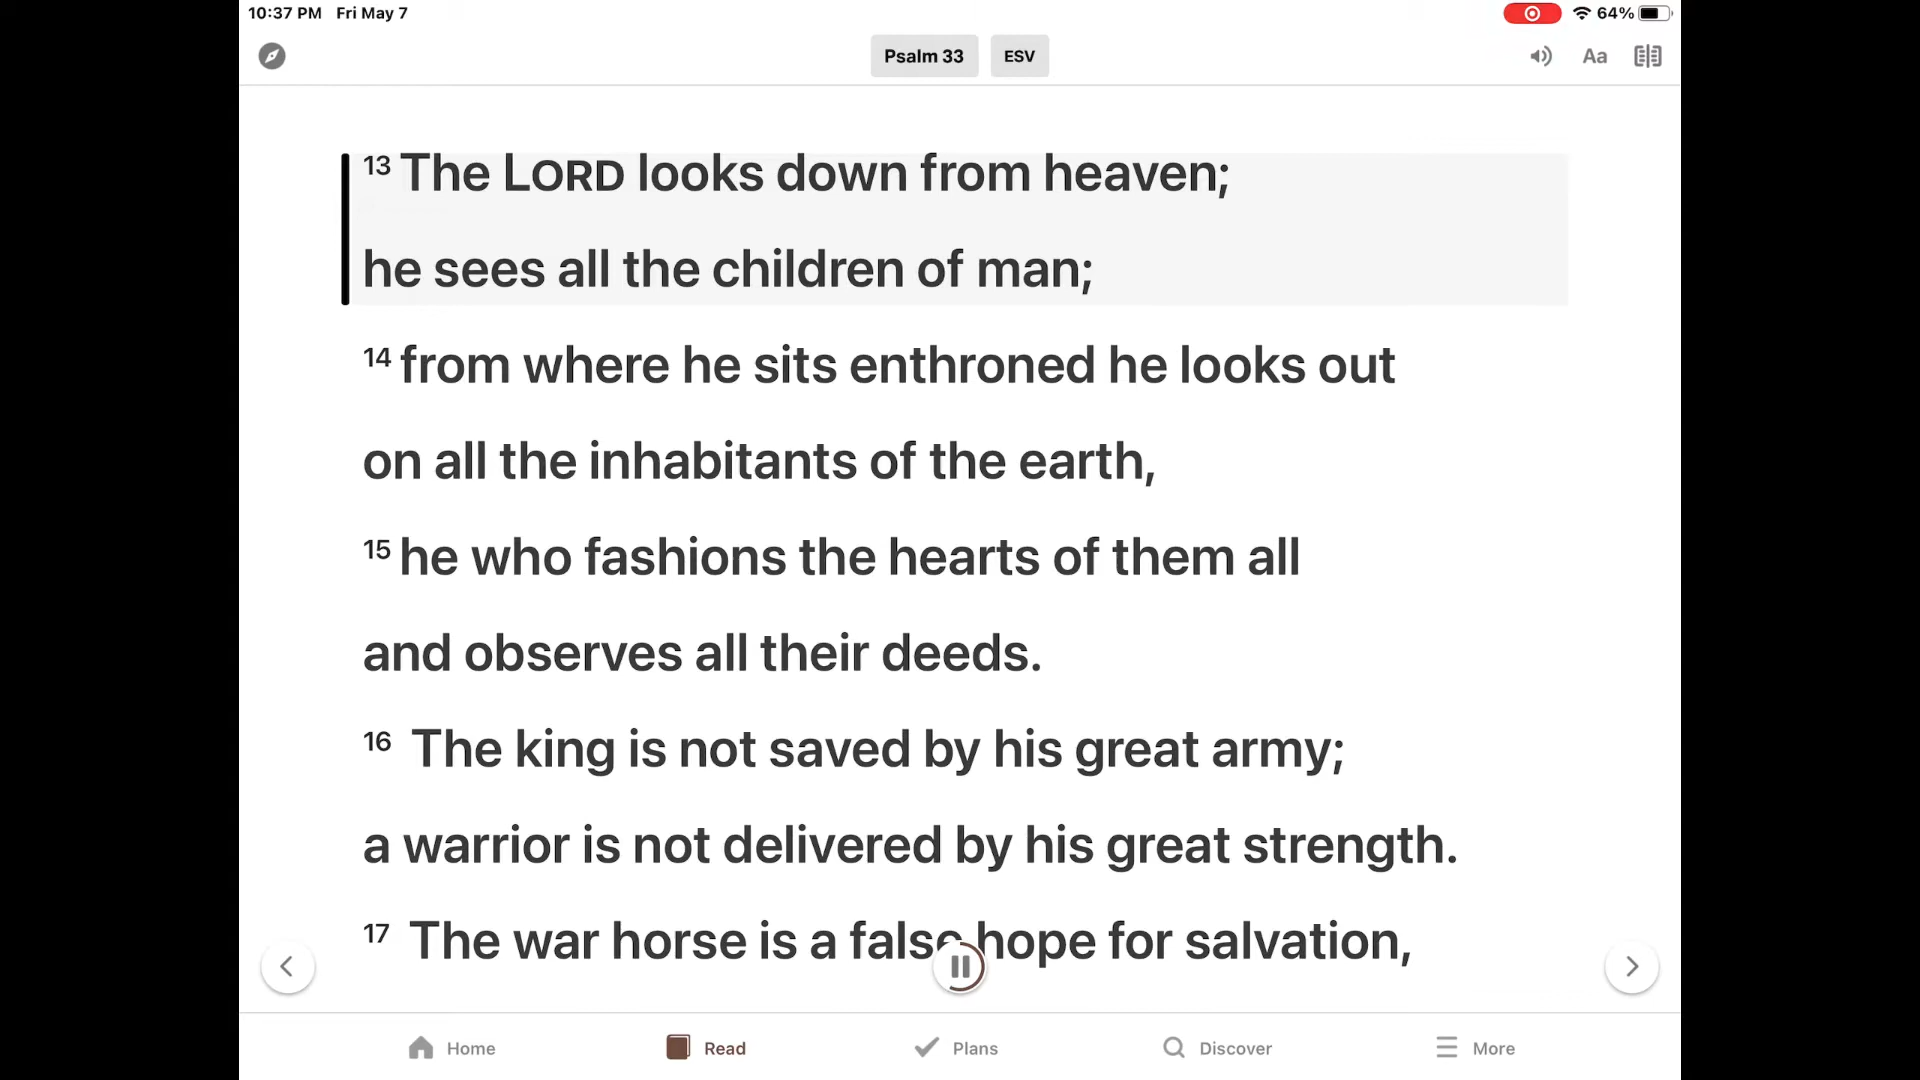 10:37 PM Fri May 7 64%
Psalm 33 ESV Aa
13 The LORD looks down from heaven;
he sees all the children of man;
14 from where he sits enthroned he looks out
on all the inhabitants of the earth,
15 he who fashions the hearts of them all
and observes all their deeds.
16 The king is not saved by his great army;
a warrior is not delivered by his great strength.
17 The war horse is a false hope for salvation,
Home Read Plans Discover More